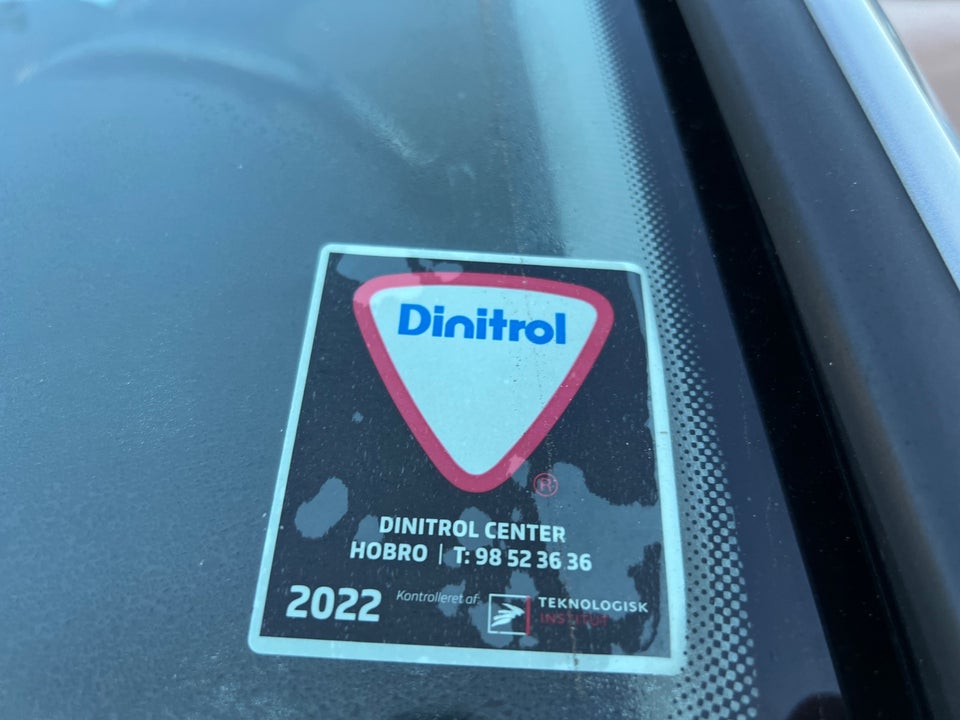 Dinitrol
®
DINITROL CENTER
HOBRO | T: 98 52 36 36
2022 Kontrolleret af: TEKNOLOGISK
INSTITUT